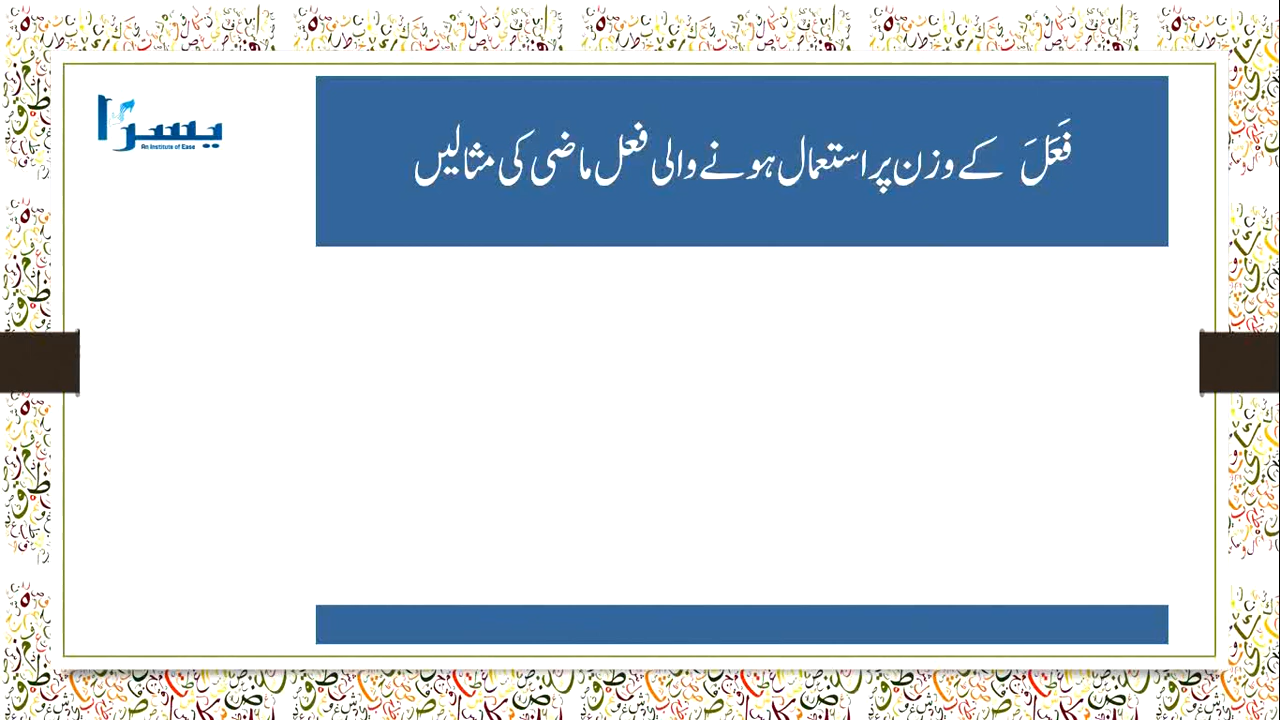 یسرا
An Institute of Ease
فَعَلَ کے وزن پر استعمال ہونے والی فعل ماضی کی مثالیں